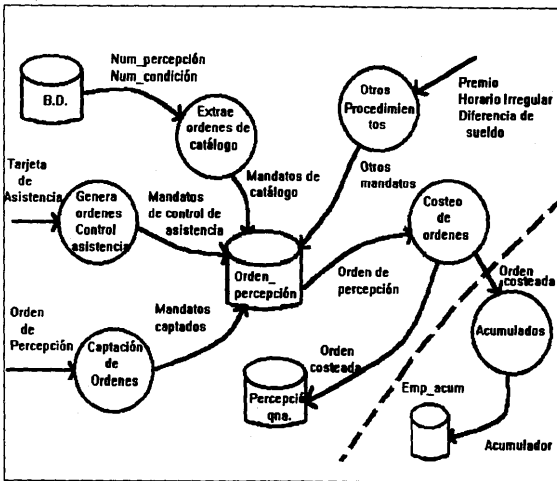 Num_percepción
Num_condición
B.D.
Extrae
ordenes de
catálogo
Otros
Procedimien
tos
Premio
Horario Irregular
Diferencia de
sueldo
Tarjeta
de
Asistencia
Genera
ordenes
Control
asistencia
Mandatos
de control de
asistencia
Mandatos de
catálogo
Otros
mandatos
Costeo
de
ordenes
Orden_
percepción
Orden de
percepción
Orden
costeada
Orden
de
Percepción
Captación
de
Ordenes
Mandatos
captados
Orden
costeada
Percepció
qna.
Acumulados
Emp_acum
Acumulador